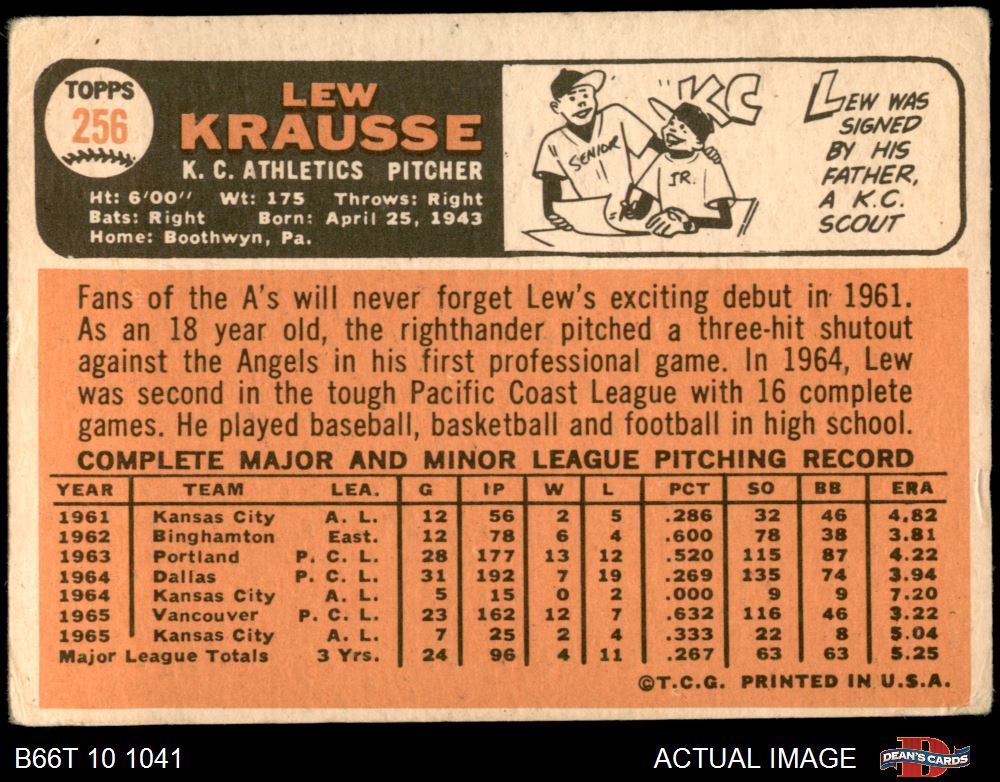 TOPPS
256
LEW
KRAUSSE
K. C. ATHLETICS PITCHER
Ht: 6'00" Wt: 175 Throws: Right
Bats: Right Born: April 25, 1943
Home: Boothwyn, Pa.
KC
SENIOR
JR.
LEW WAS
SIGNED
BY HIS
FATHER,
A K.C.
SCOUT
Fans of the A's will never forget Lew's exciting debut in 1961.
As an 18 year old, the righthander pitched a three-hit shutout
against the Angels in his first professional game. In 1964, Lew
was second in the tough Pacific Coast League with 16 complete
games. He played baseball, basketball and football in high school.
COMPLETE MAJOR AND MINOR LEAGUE PITCHING RECORD
YEAR TEAM LEA. G IP W L PCT SO BB ERA
1961 Kansas City A. L. 12 56 2 5 .286 32 46 4.82
1962 Binghamton East. 12 78 6 4 .600 78 38 3.81
1963 Portland P. C. L. 28 177 13 12 .520 115 87 4.22
1964 Dallas P. C. L. 31 192 7 19 .269 135 74 3.94
1964 Kansas City A. L. 5 15 0 2 .000 9 9 7.20
1965 Vancouver P. C. L. 23 162 12 7 .632 116 46 3.22
1965 Kansas City A. L. 7 25 2 4 .333 22 8 5.04
Major League Totals 3 Yrs. 24 96 4 11 .267 63 63 5.25
©T.C.G. PRINTED IN U.S.A.
B66T 10 1041
ACTUAL IMAGE
DEAN'S CARDS